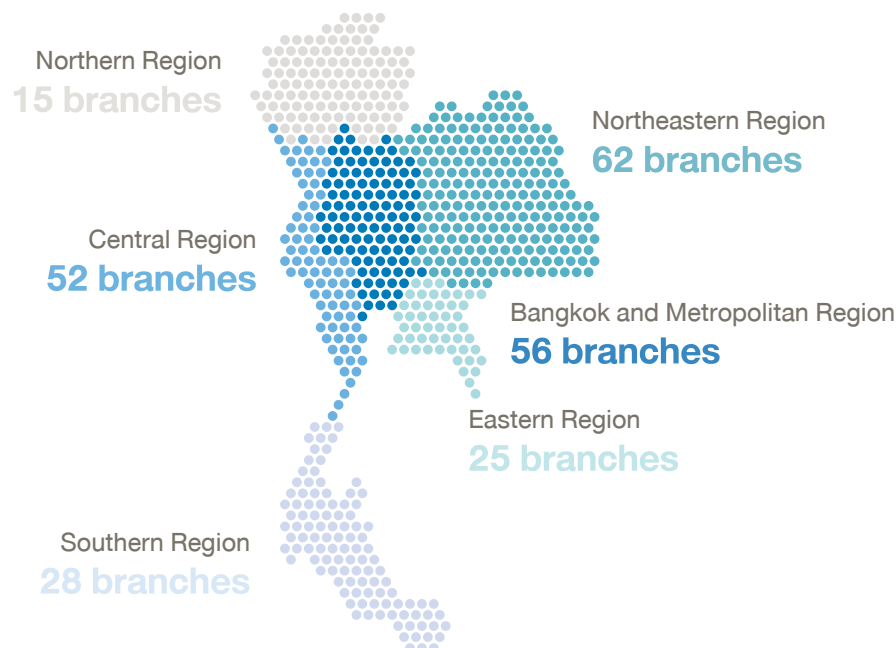 Northern Region
15 branches
Northeastern Region
62 branches
Central Region
52 branches
Bangkok and Metropolitan Region
56 branches
Eastern Region
25 branches
Southern Region
28 branches